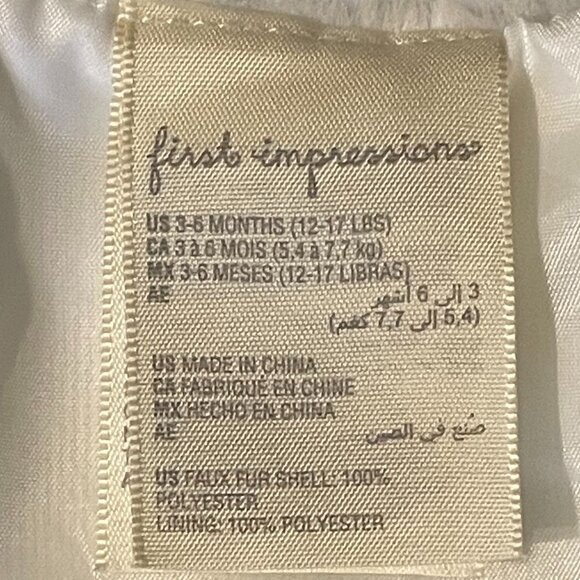 first impressions
US 3-6 MONTHS (12-17 LBS)
CA 3 à 6 MOIS (5,4 à 7,7 kg)
MX 3-6 MESES (12-17 LIBRAS)
AE 3 إلى 6 أشهر
(5,4 إلى 7,7 كغم)
US MADE IN CHINA
CA FABRIQUÉ EN CHINE
MX HECHO EN CHINA
AE صُنع في الصين
US FAUX FUR SHELL: 100%
POLYESTER
LINING: 100% POLYESTER